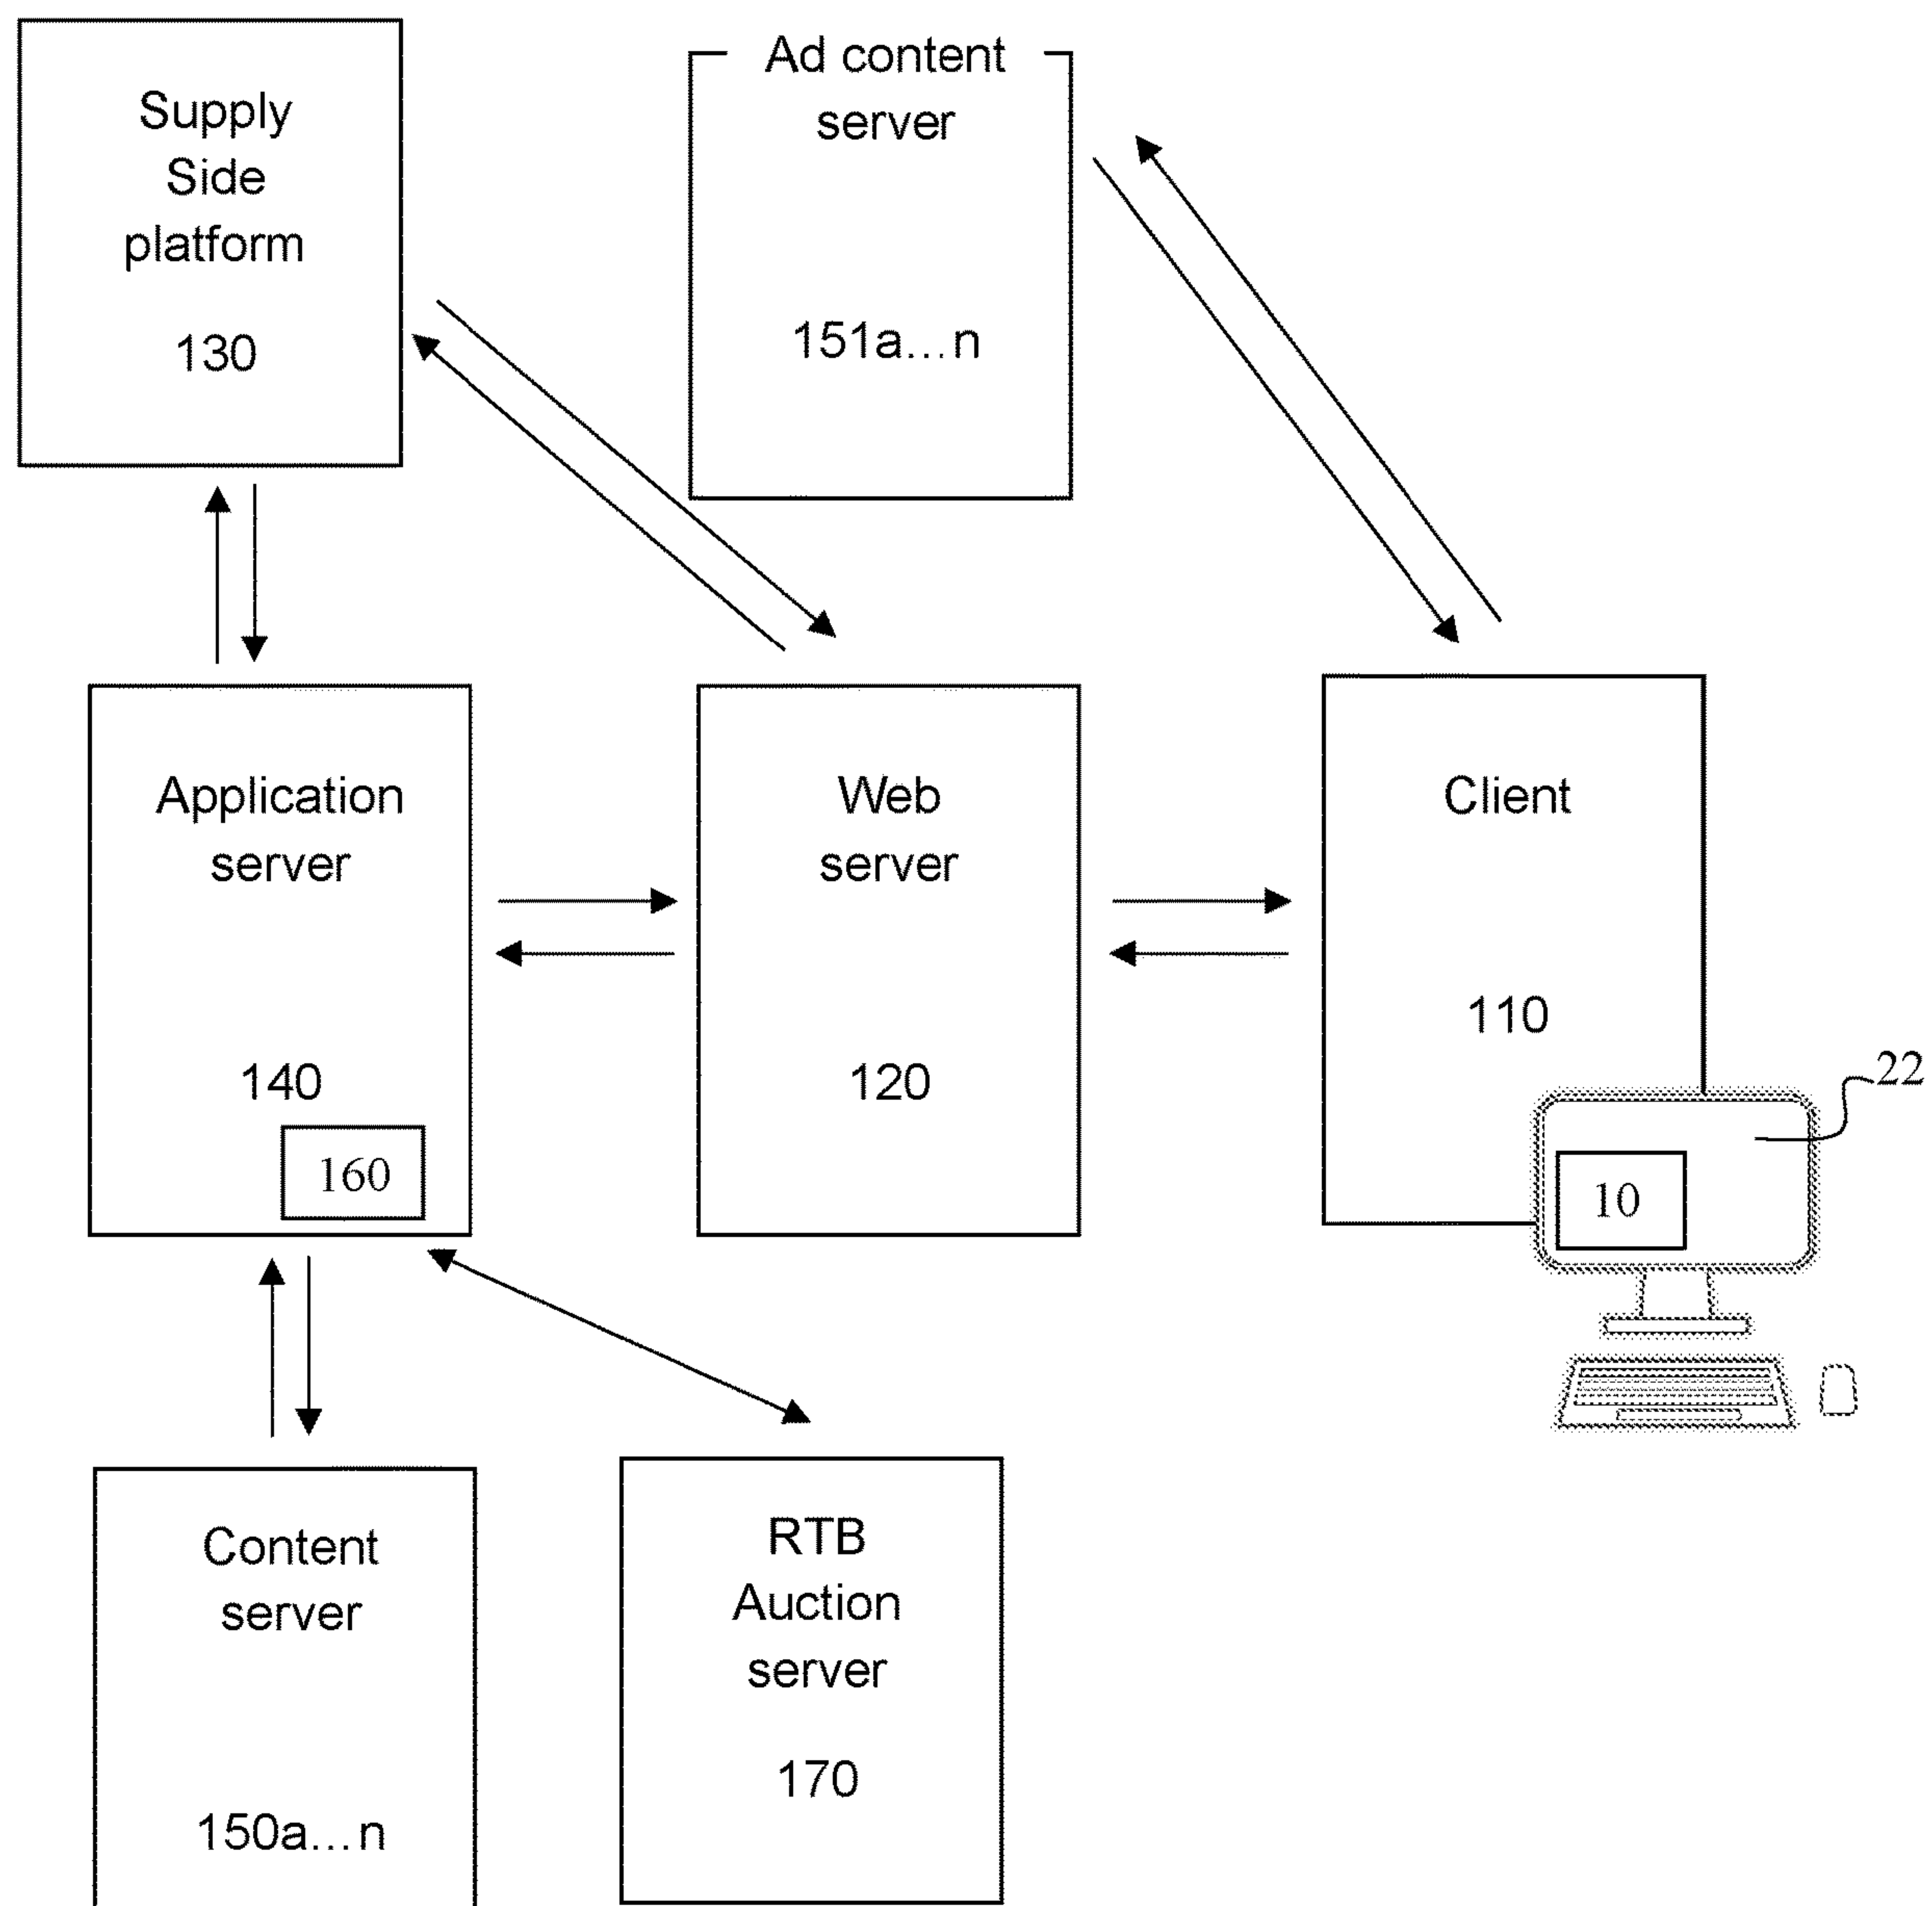 Supply
Side
platform
130
Ad content
server
151a...n
Application
server
140
160
Web
server
120
Client
110
22
10
Content
server
150a...n
RTB
Auction
server
170